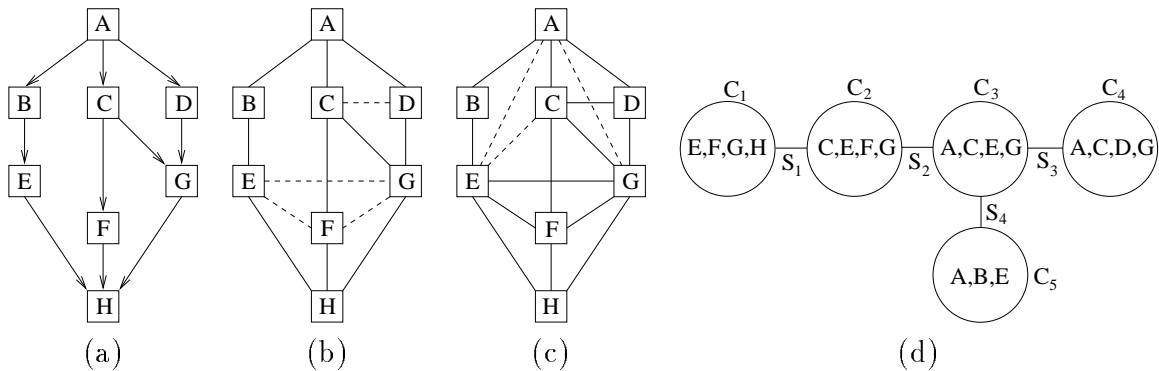 A
B
C
D
E
G
F
H
(a)
A
B
C
D
E
G
F
H
(b)
A
B
C
D
E
G
F
H
(c)
C1
C2
C3
C4
E,F,G,H
S1
C,E,F,G
S2
A,C,E,G
S3
A,C,D,G
S4
A,B,E
C5
(d)